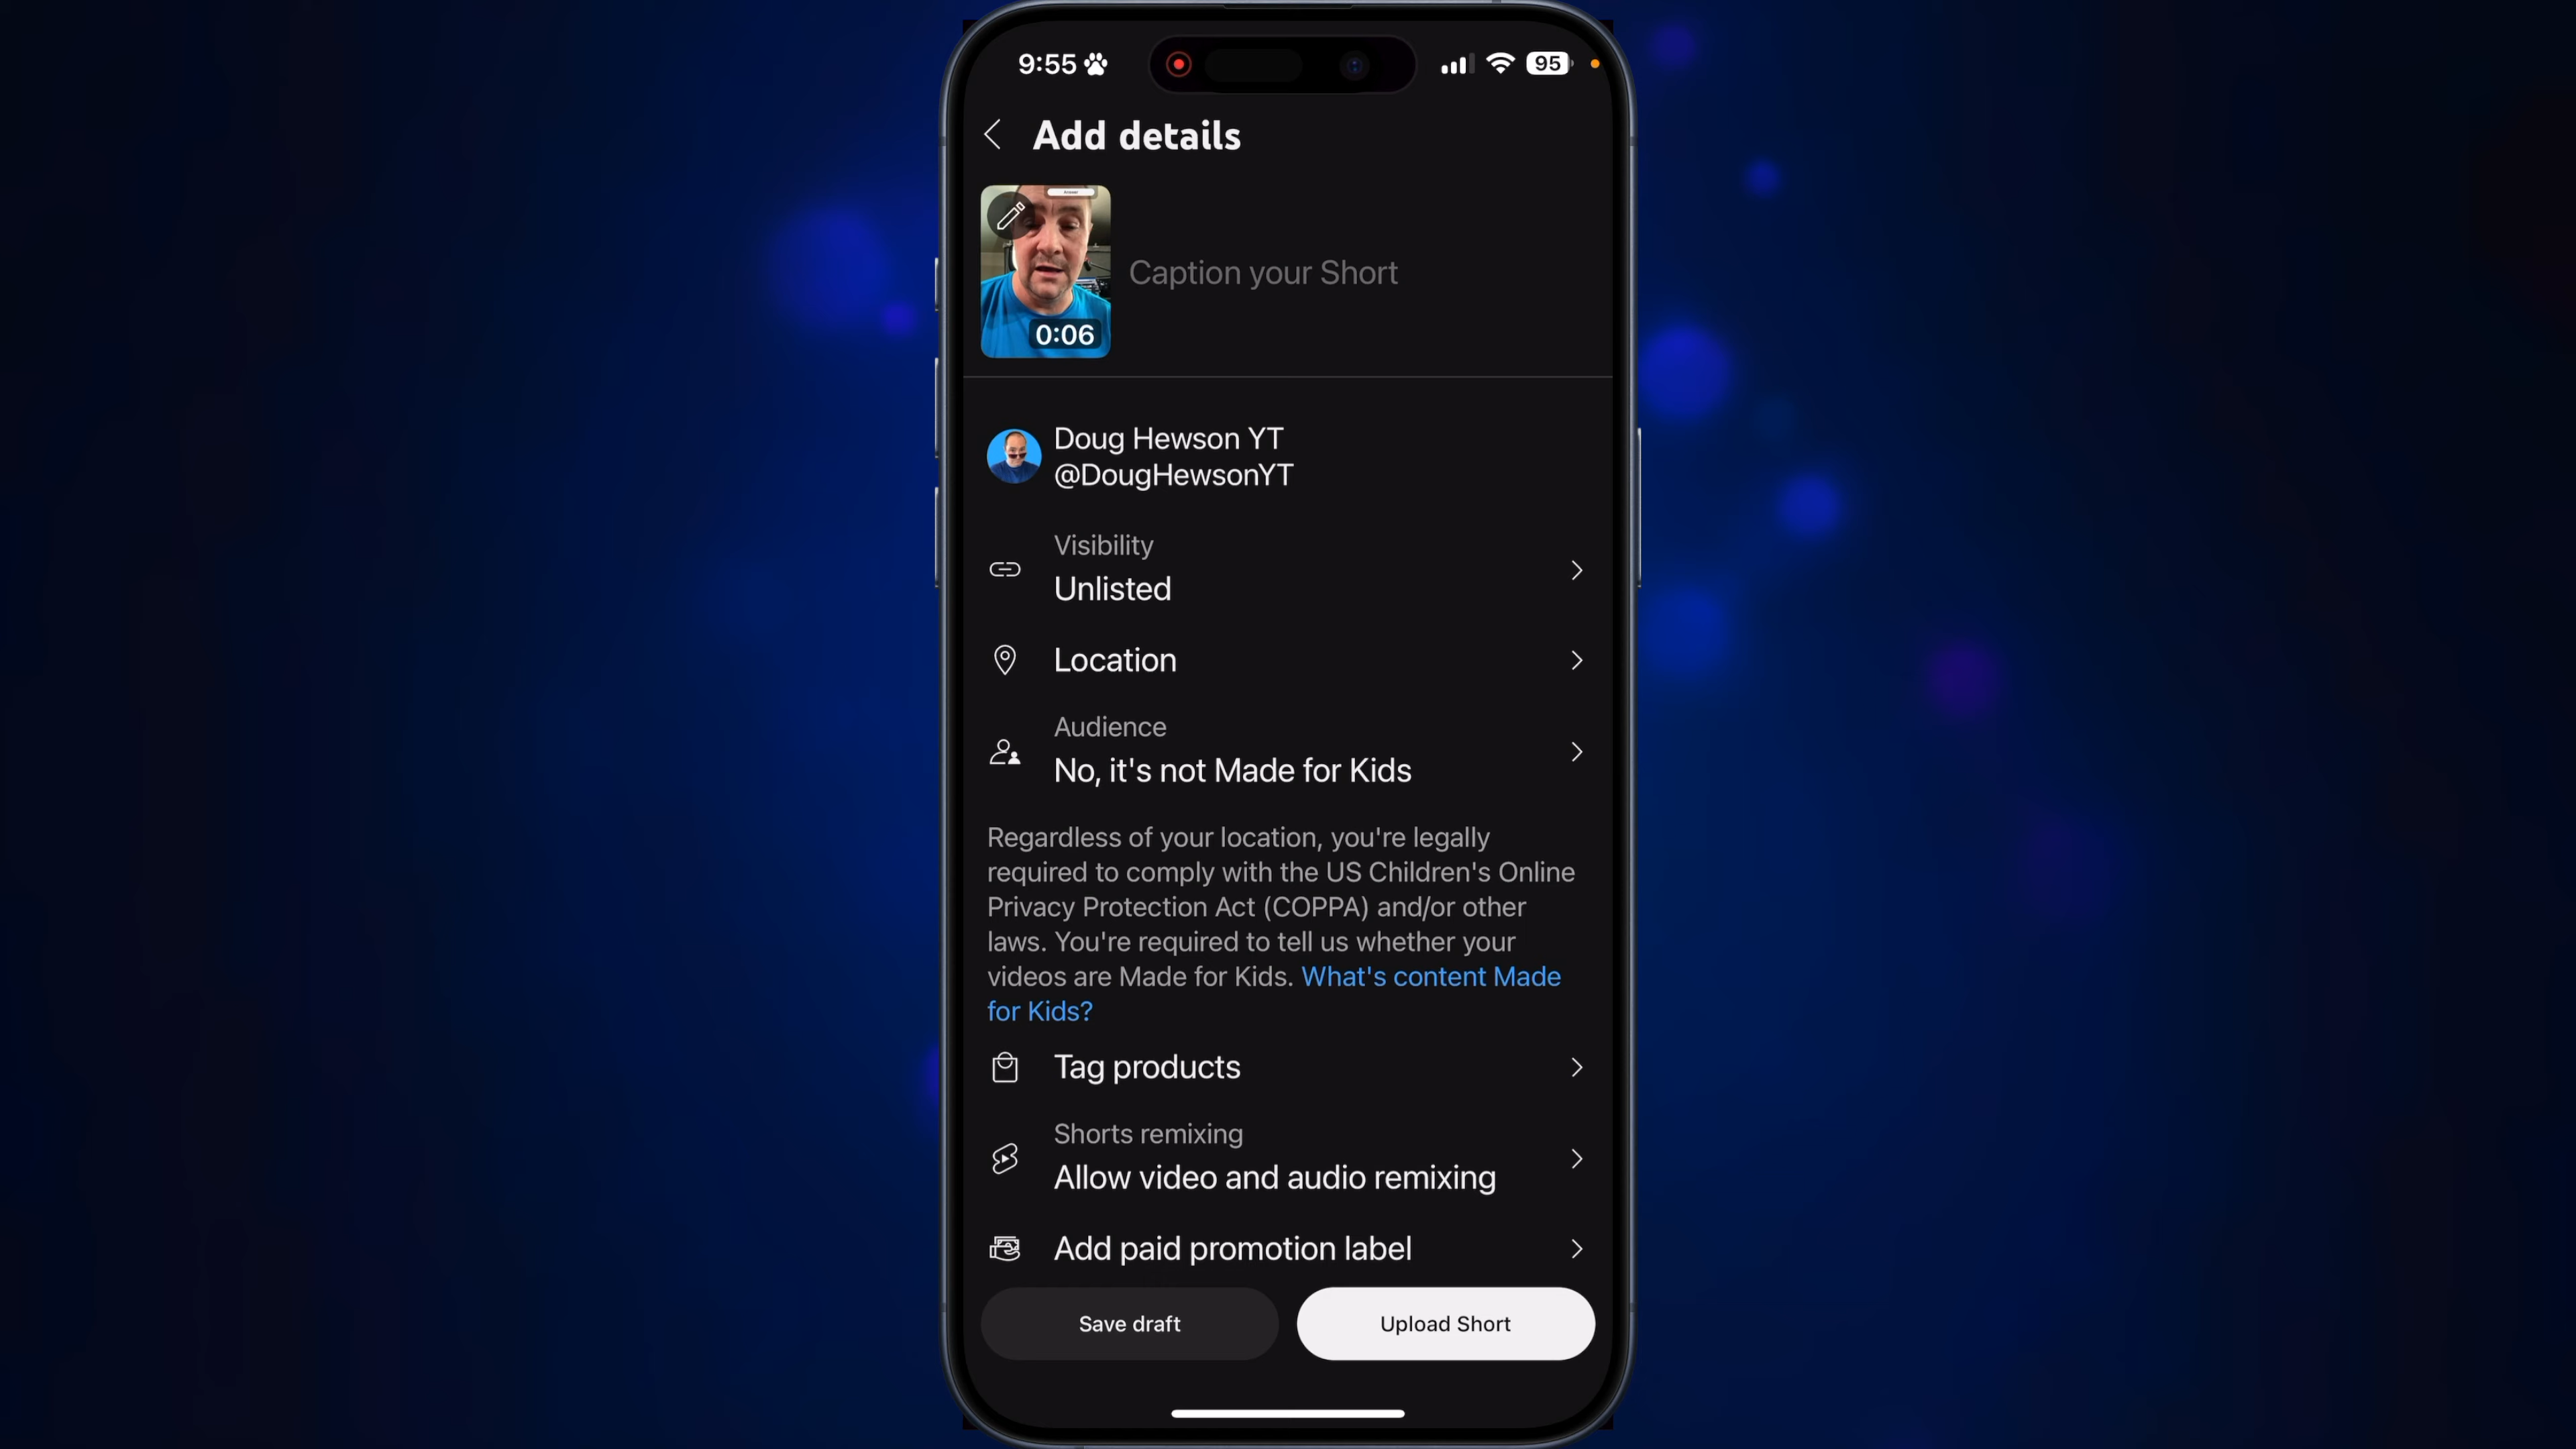 9:55
95
Add details
Answer
Caption your Short
0:06
Doug Hewson YT
@DougHewsonYT
Visibility
Unlisted
Location
Audience
No, it's not Made for Kids
Regardless of your location, you're legally
required to comply with the US Children's Online
Privacy Protection Act (COPPA) and/or other
laws. You're required to tell us whether your
videos are Made for Kids. What's content Made
for Kids?
Tag products
Shorts remixing
Allow video and audio remixing
Add paid promotion label
Save draft
Upload Short